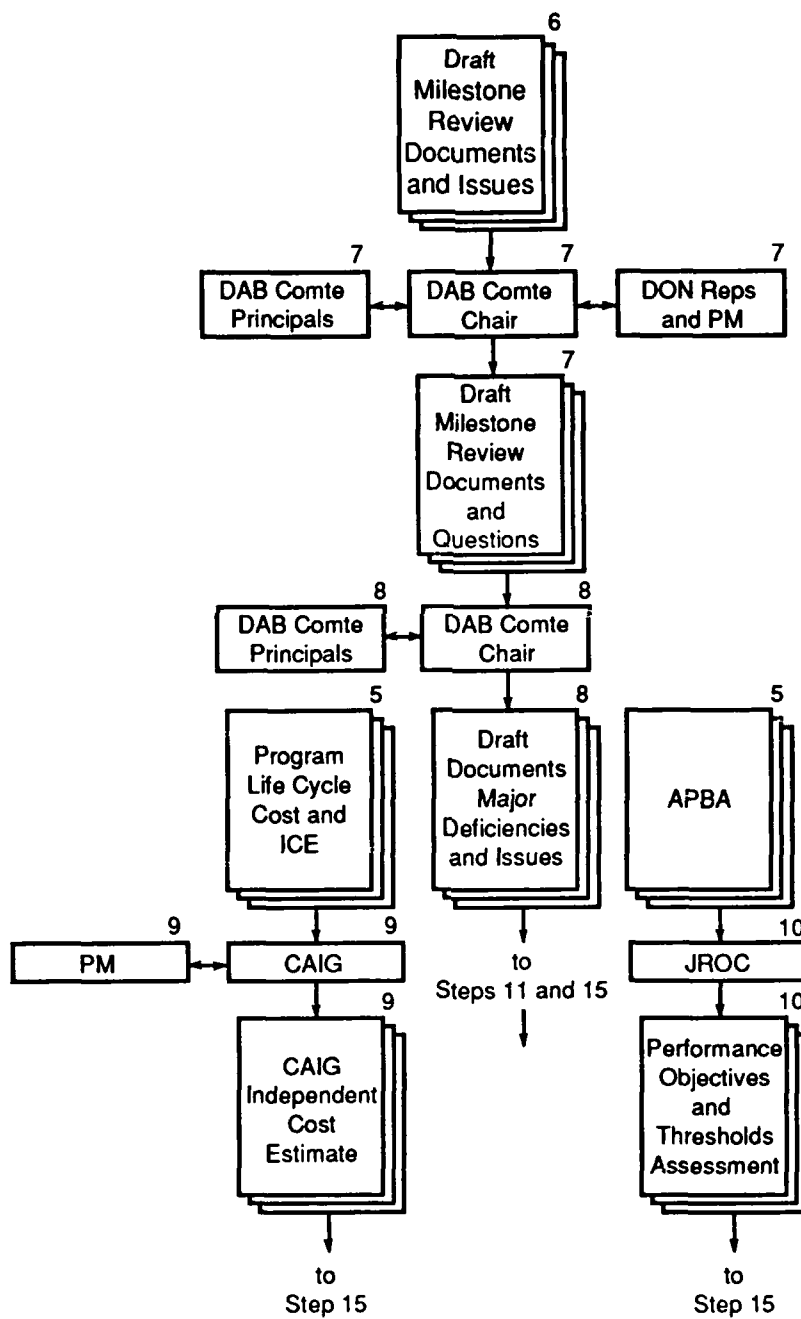 6
Draft
Milestone
Review
Documents
and Issues
7
7
7
DAB Comte
Principals
DAB Comte
Chair
DON Reps
and PM
7
Draft
Milestone
Review
Documents
and
Questions
8
8
DAB Comte
Principals
DAB Comte
Chair
5
8
5
Program
Life Cycle
Cost and
ICE
Draft
Documents
Major
Deficiencies
and Issues
APBA
9
9
10
PM
CAIG
to
Steps 11 and 15
JROC
9
10
CAIG
Independent
Cost
Estimate
Performance
Objectives
and
Thresholds
Assessment
to
Step 15
to
Step 15